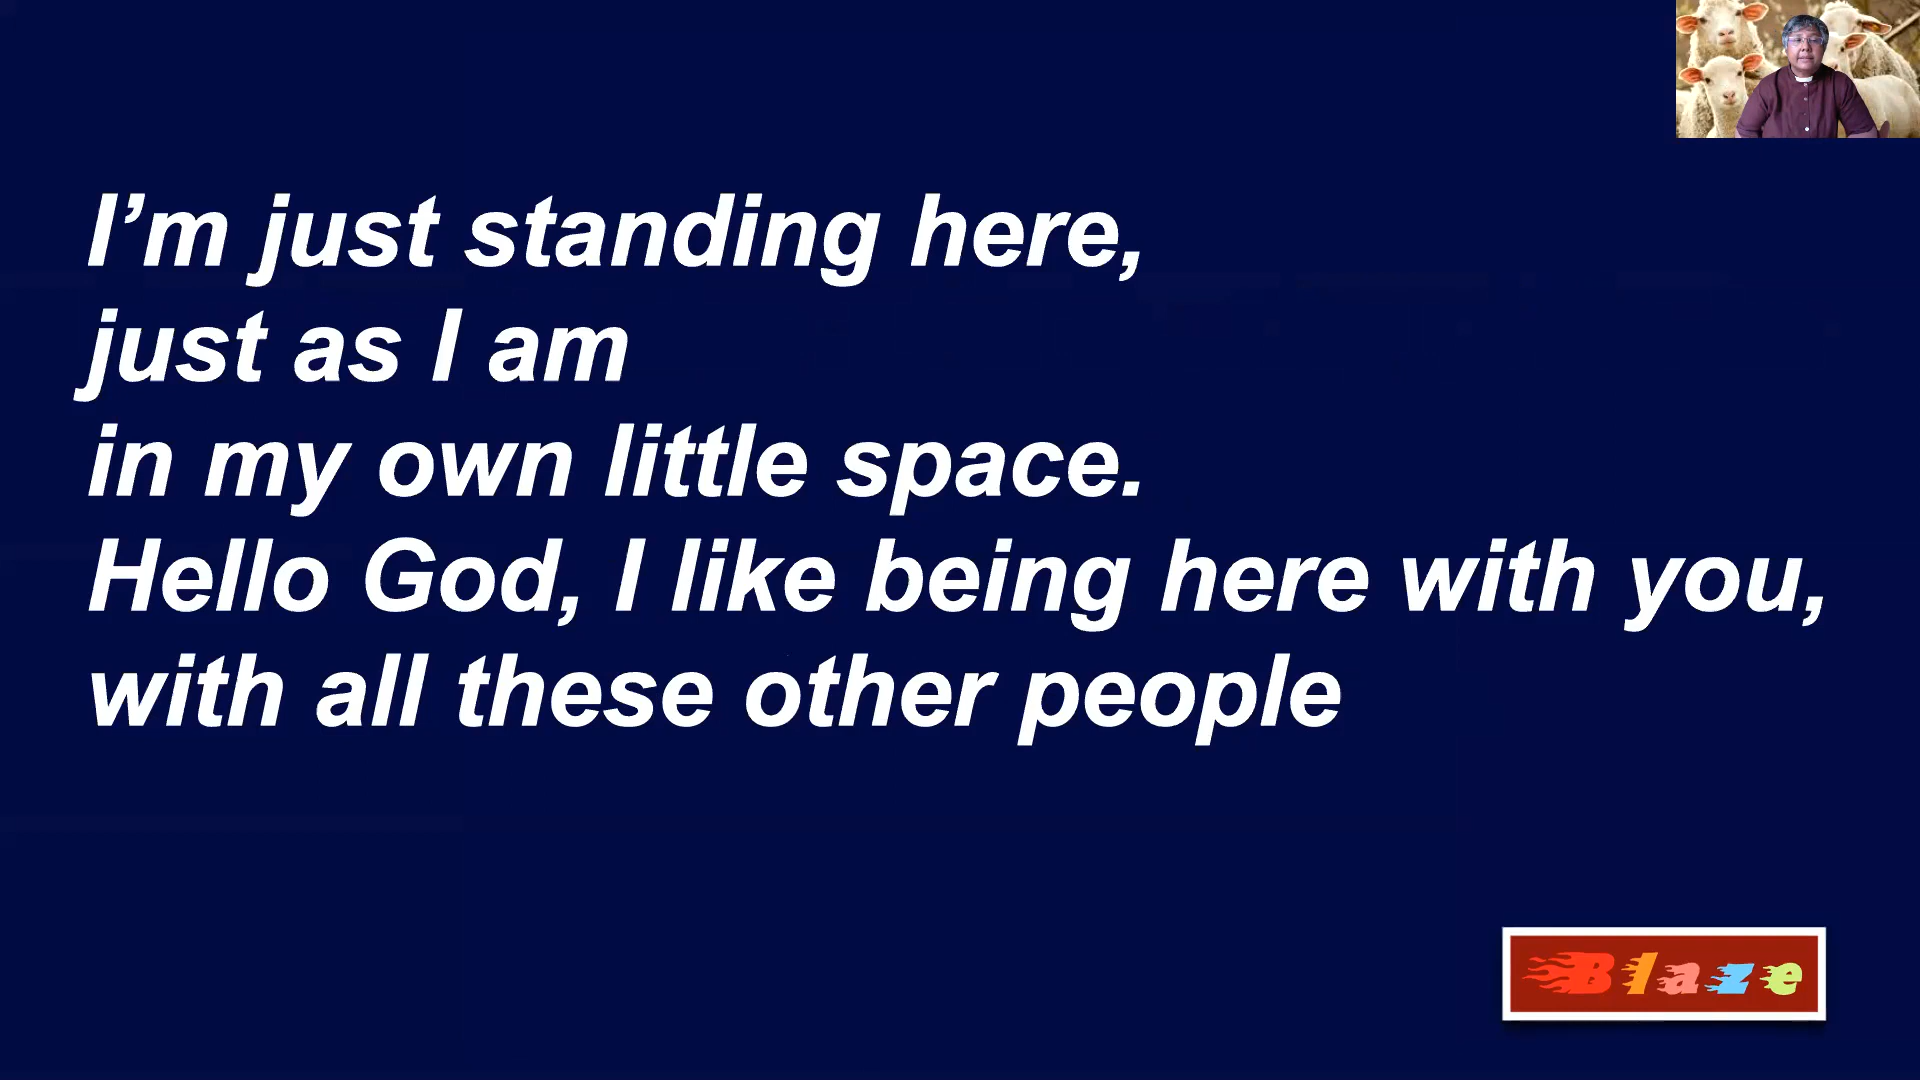 I’m just standing here,
just as I am
in my own little space.
Hello God, I like being here with you,
with all these other people
Blaze